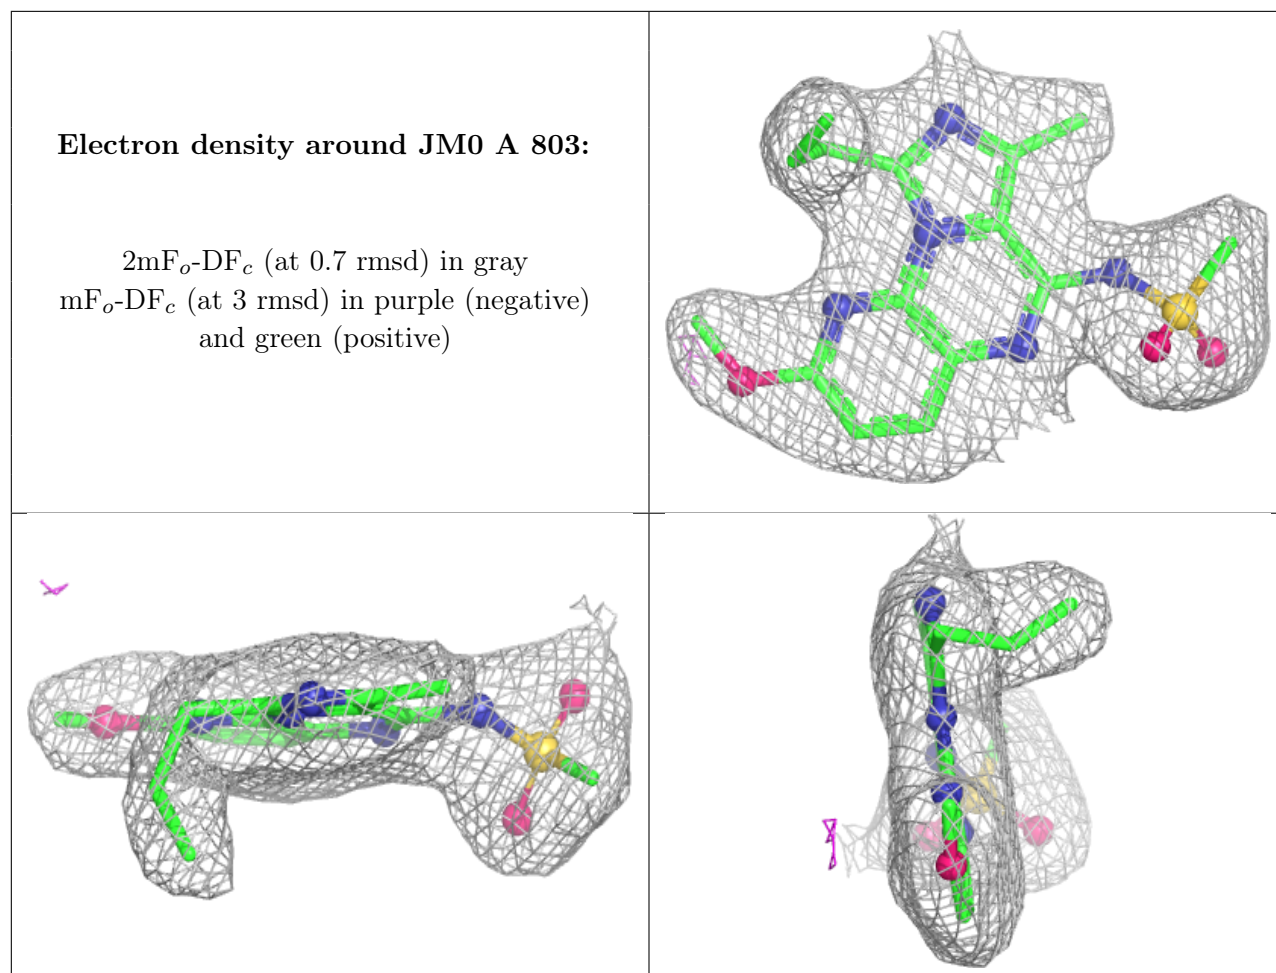 Electron density around JM0 A 803:
2mFo-DFc (at 0.7 rmsd) in gray
mFo-DFc (at 3 rmsd) in purple (negative)
and green (positive)